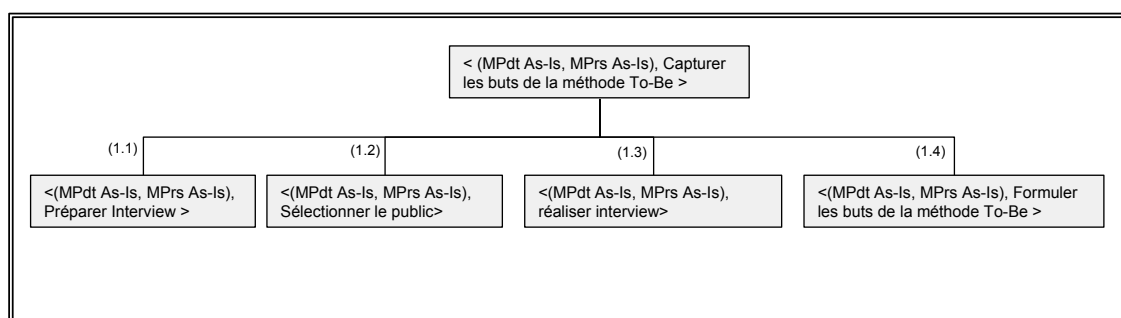 < (MPdt As-Is, MPrs As-Is), Capturer
les buts de la méthode To-Be >
(1.1)
(1.2)
(1.3)
(1.4)
<(MPdt As-Is, MPrs As-Is),
Préparer Interview >
<(MPdt As-Is, MPrs As-Is),
Sélectionner le public>
<(MPdt As-Is, MPrs As-Is),
réaliser interview>
<(MPdt As-Is, MPrs As-Is), Formuler
les buts de la méthode To-Be >